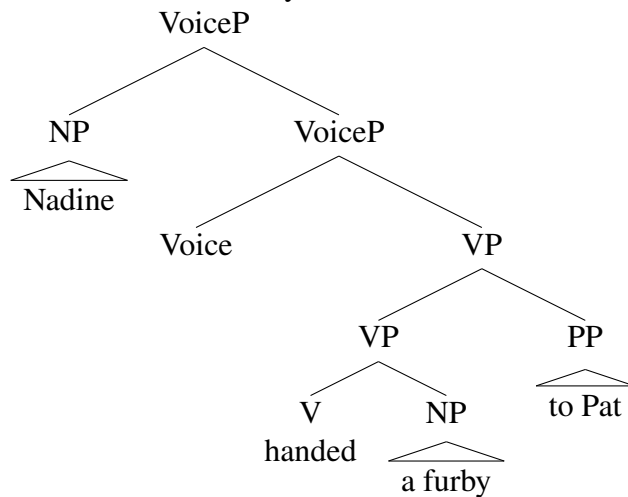 VoiceP
NP VoiceP
Nadine
Voice VP
VP PP
V NP to Pat
handed
a furby